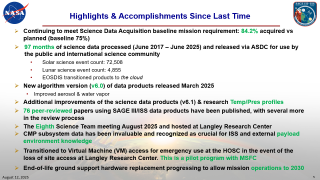 NASA
Highlights & Accomplishments Since Last Time
Continuing to meet Science Data Acquisition baseline mission requirement: 84.2% acquired vs
planned (baseline 75%)
97 months of science data processed (June 2017 – June 2025) and released via ASDC for use by
the public and international science community
Solar science event count: 72,508
Lunar science event count: 4,855
EOSDIS transitioned products to the cloud
New algorithm version (v6.0) of data products released March 2025
Improved aerosol & water vapor
Additional improvements of the science data products (v6.1) & research Temp/Pres profiles
76 peer-reviewed papers using SAGE III/ISS data products have been published, with several more
in the review process
The Eighth Science Team meeting August 2025 and hosted at Langley Research Center
CMP subsystem data has been invaluable and recognized as crucial for ISS and external payload
environment knowledge
Transitioned to Virtual Machine (VM) access for emergency use at the HOSC in the event of the
loss of site access at Langley Research Center. This is a pilot program with MSFC
End-of-life ground support hardware replacement progressing to allow mission operations to 2030